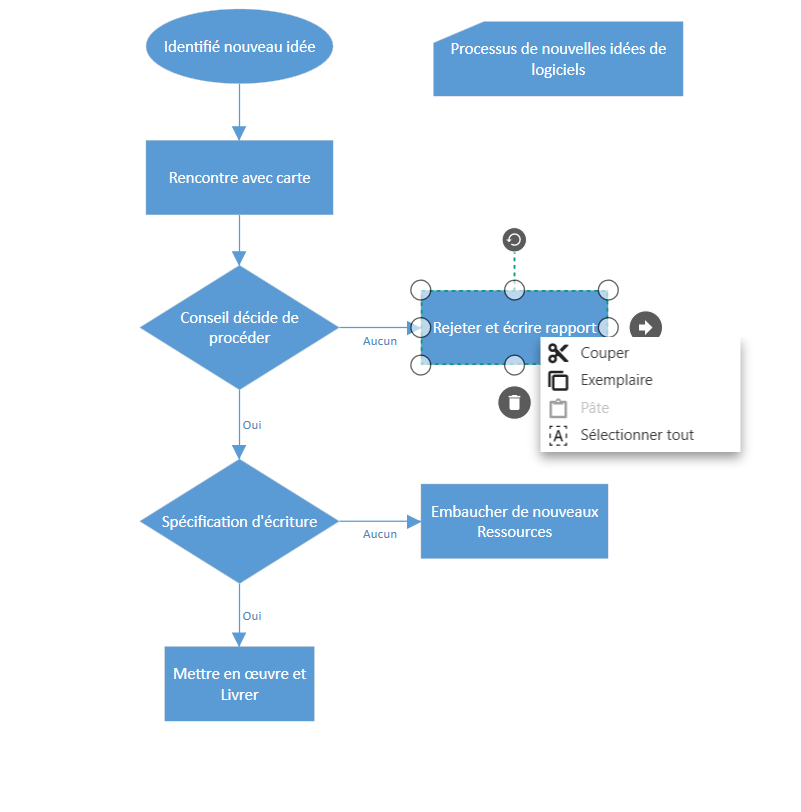 Identifié nouveau idée
Processus de nouvelles idées de
logiciels
Rencontre avec carte
Conseil décide de
procéder
Aucun
Rejeter et écrire rapport
Couper
Exemplaire
Pâte
Sélectionner tout
Oui
Spécification d'écriture
Aucun
Embaucher de nouveaux
Ressources
Oui
Mettre en œuvre et
Livrer